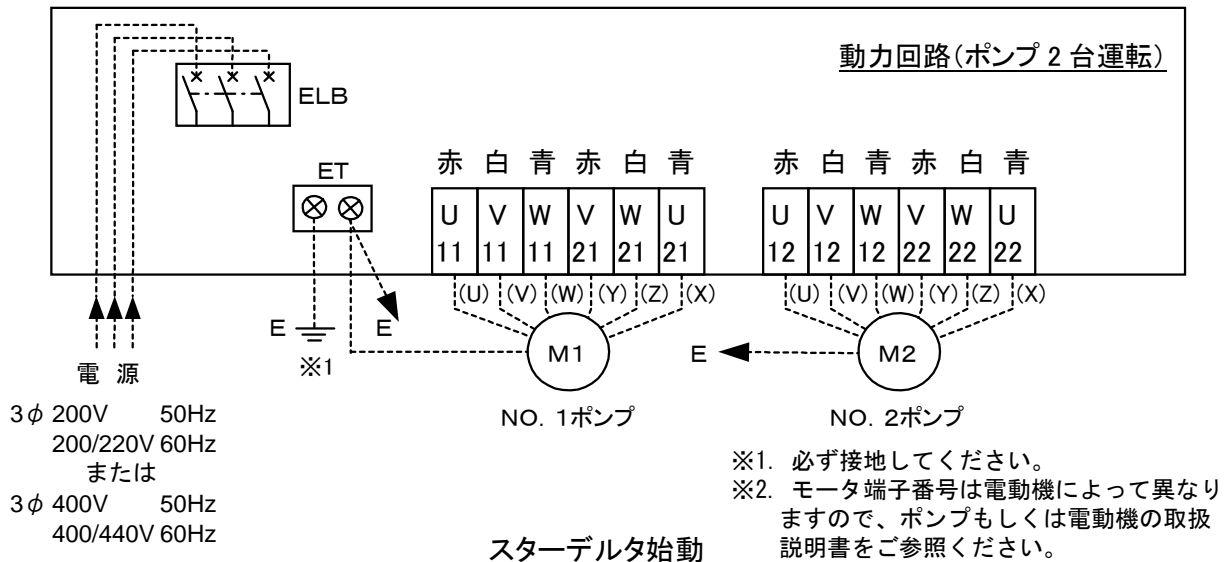 動力回路(ポンプ 2 台運転)
ELB
ET
赤 白 青 赤 白 青
U V W V W U
11 11 11 21 21 21
赤 白 青 赤 白 青
U V W V W U
12 12 12 22 22 22
(U) (V) (W) (Y) (Z) (X)
(U) (V) (W) (Y) (Z) (X)
E
※1
E
M1
E
M2
NO. 1ポンプ
NO. 2ポンプ
電 源
3φ 200V 50Hz
200/220V 60Hz
または
3φ 400V 50Hz
400/440V 60Hz
※1. 必ず接地してください。
※2. モータ端子番号は電動機によって異なり
ますので、ポンプもしくは電動機の取扱
説明書をご参照ください。
スターデルタ始動